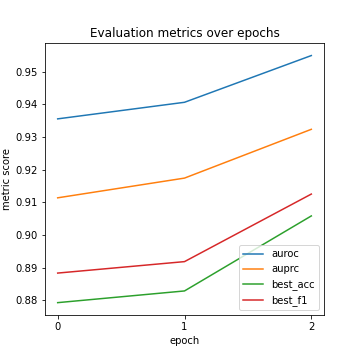 Evaluation metrics over epochs
metric score
0.95
0.94
0.93
0.92
0.91
0.90
0.89
0.88
auroc
auprc
best_acc
best_f1
0 1 2
epoch